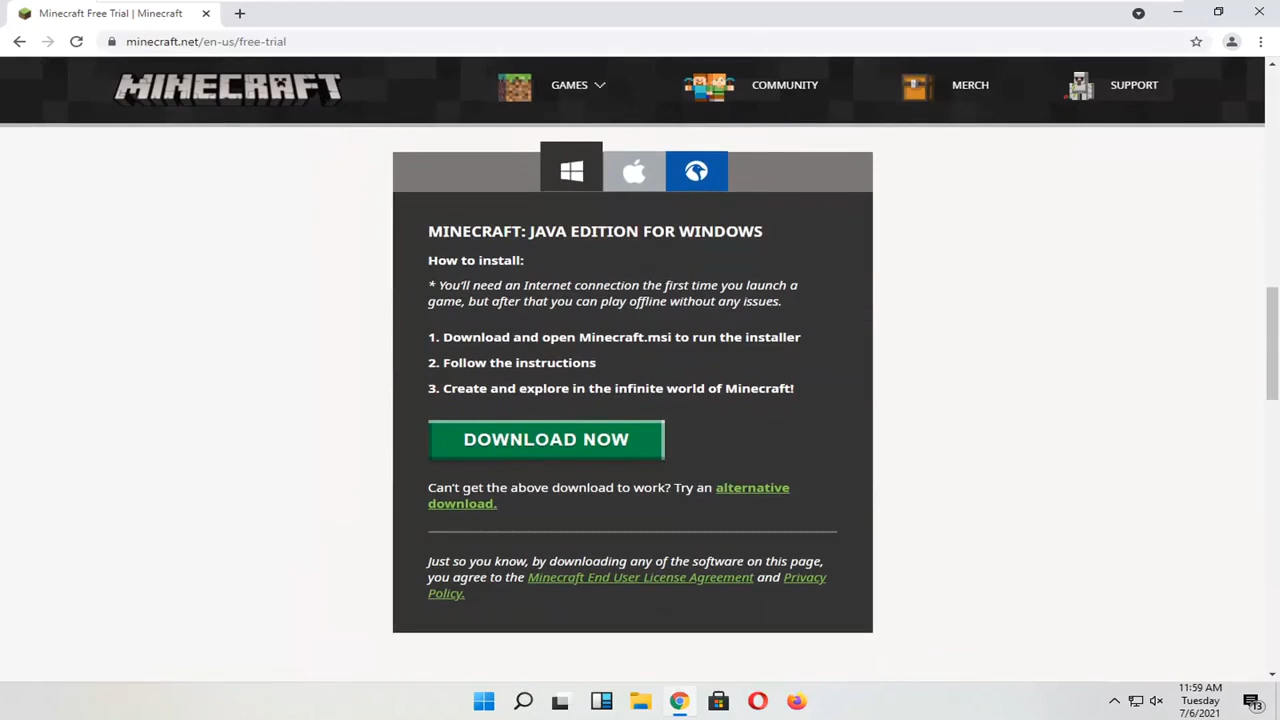 Minecraft Free Trial | Minecraft
minecraft.net/en-us/free-trial
MINECRAFT GAMES COMMUNITY MERCH SUPPORT
MINECRAFT: JAVA EDITION FOR WINDOWS
How to install:
* You'll need an Internet connection the first time you launch a
game, but after that you can play offline without any issues.
1. Download and open Minecraft.msi to run the installer
2. Follow the instructions
3. Create and explore in the infinite world of Minecraft!
DOWNLOAD NOW
Can't get the above download to work? Try an alternative
download.
Just so you know, by downloading any of the software on this page,
you agree to the Minecraft End User License Agreement and Privacy
Policy.
11:59 AM
Tuesday
7/6/2021
13